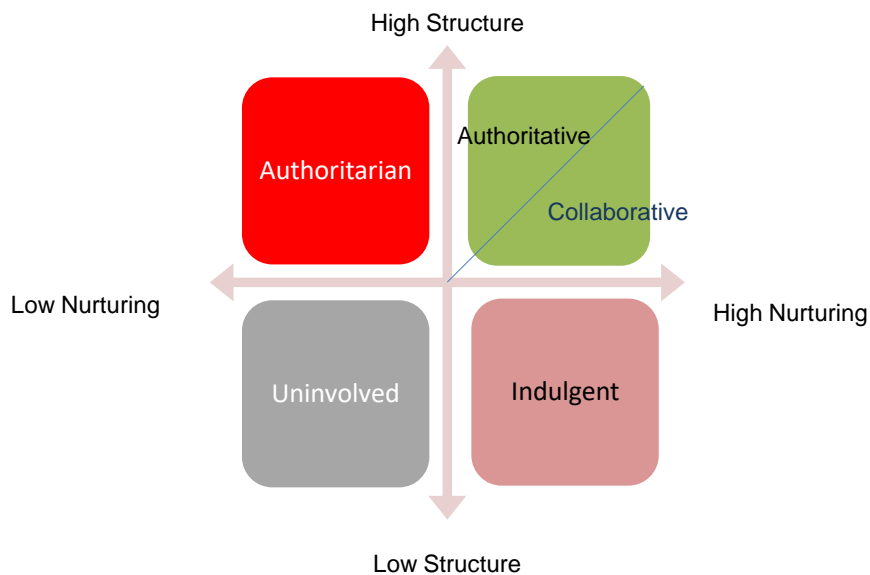 High Structure
Authoritative
Authoritarian
Collaborative
Low Nurturing
High Nurturing
Uninvolved
Indulgent
Low Structure